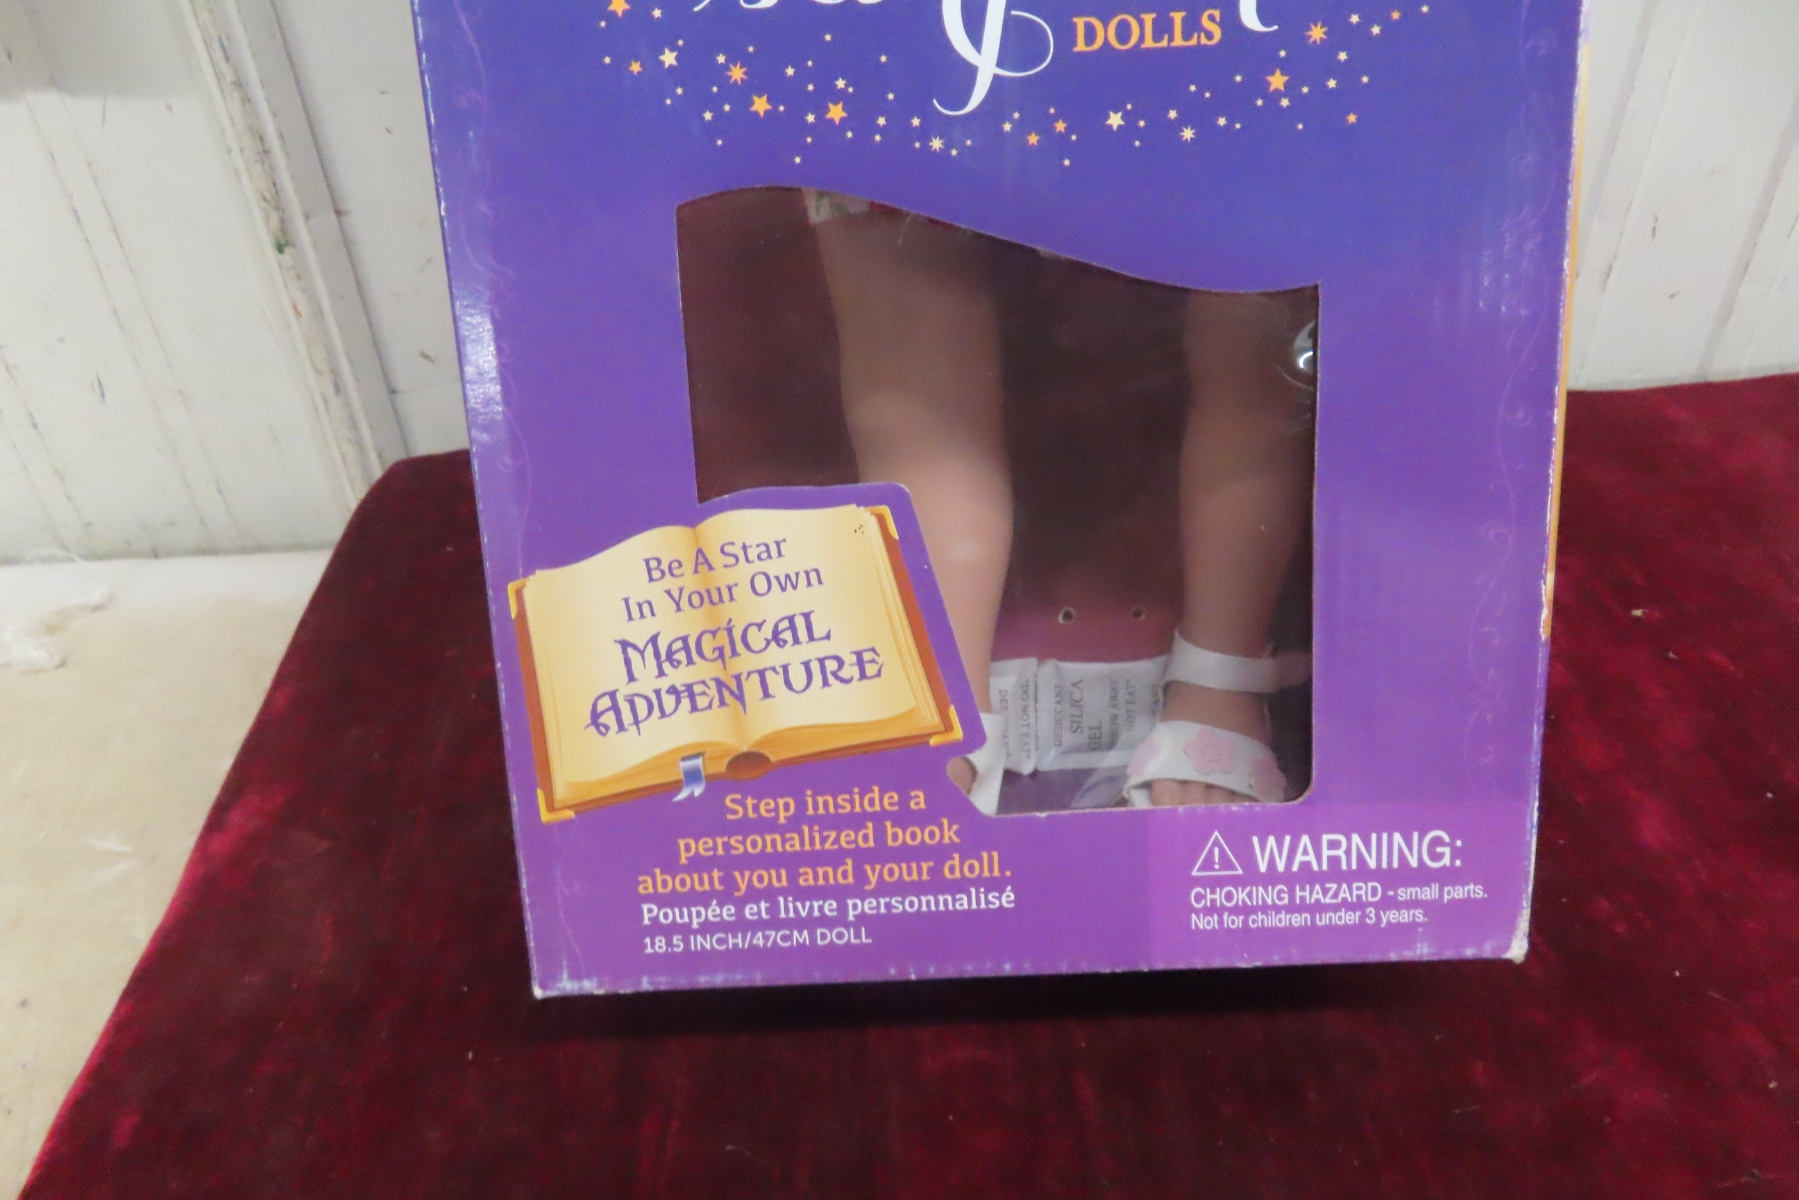 DOLLS
Be A Star
In Your Own
MAGICAL
ADVENTURE
Step inside a
personalized book
about you and your doll.
Poupée et livre personnalisé
18.5 INCH/47CM DOLL
DESICCANT
SILICA
GEL
WARNING:
CHOKING HAZARD - small parts.
Not for children under 3 years.